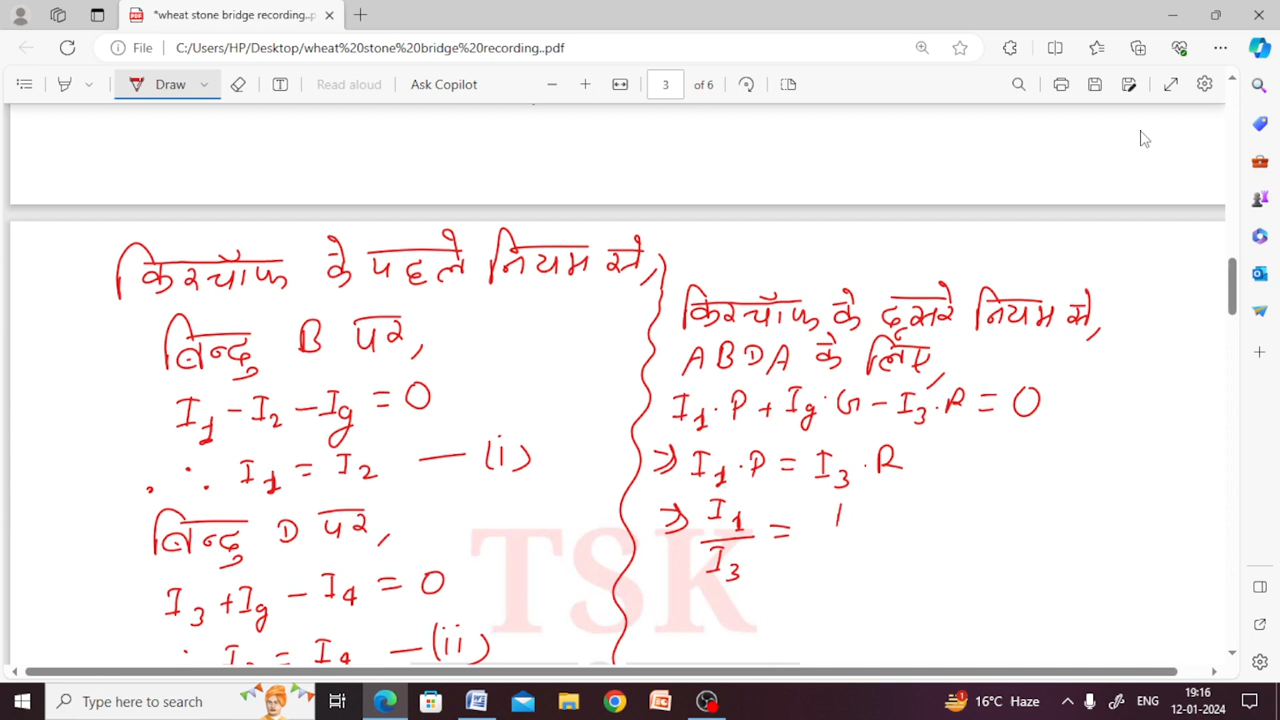 *wheat stone bridge recording..p
File C:/Users/HP/Desktop/wheat%20stone%20bridge%20recording..pdf
Draw Read aloud Ask Copilot 3 of 6
किरचॉफ के पहले नियम से,
बिन्दु B पर,
I₁ - I₂ - Ig = 0
∴ I₁ = I₂ — (i)
बिन्दु D पर,
I₃ + Ig - I₄ = 0
I₄ — (ii)
किरचॉफ के दूसरे नियम से,
ABDA के लिए,
I₁·P + Ig·G - I₃·R = 0
⇒ I₁·P = I₃·R
⇒ I₁/I₃ =
TSK
Type here to search
16°C Haze ENG 19:16
12-01-2024